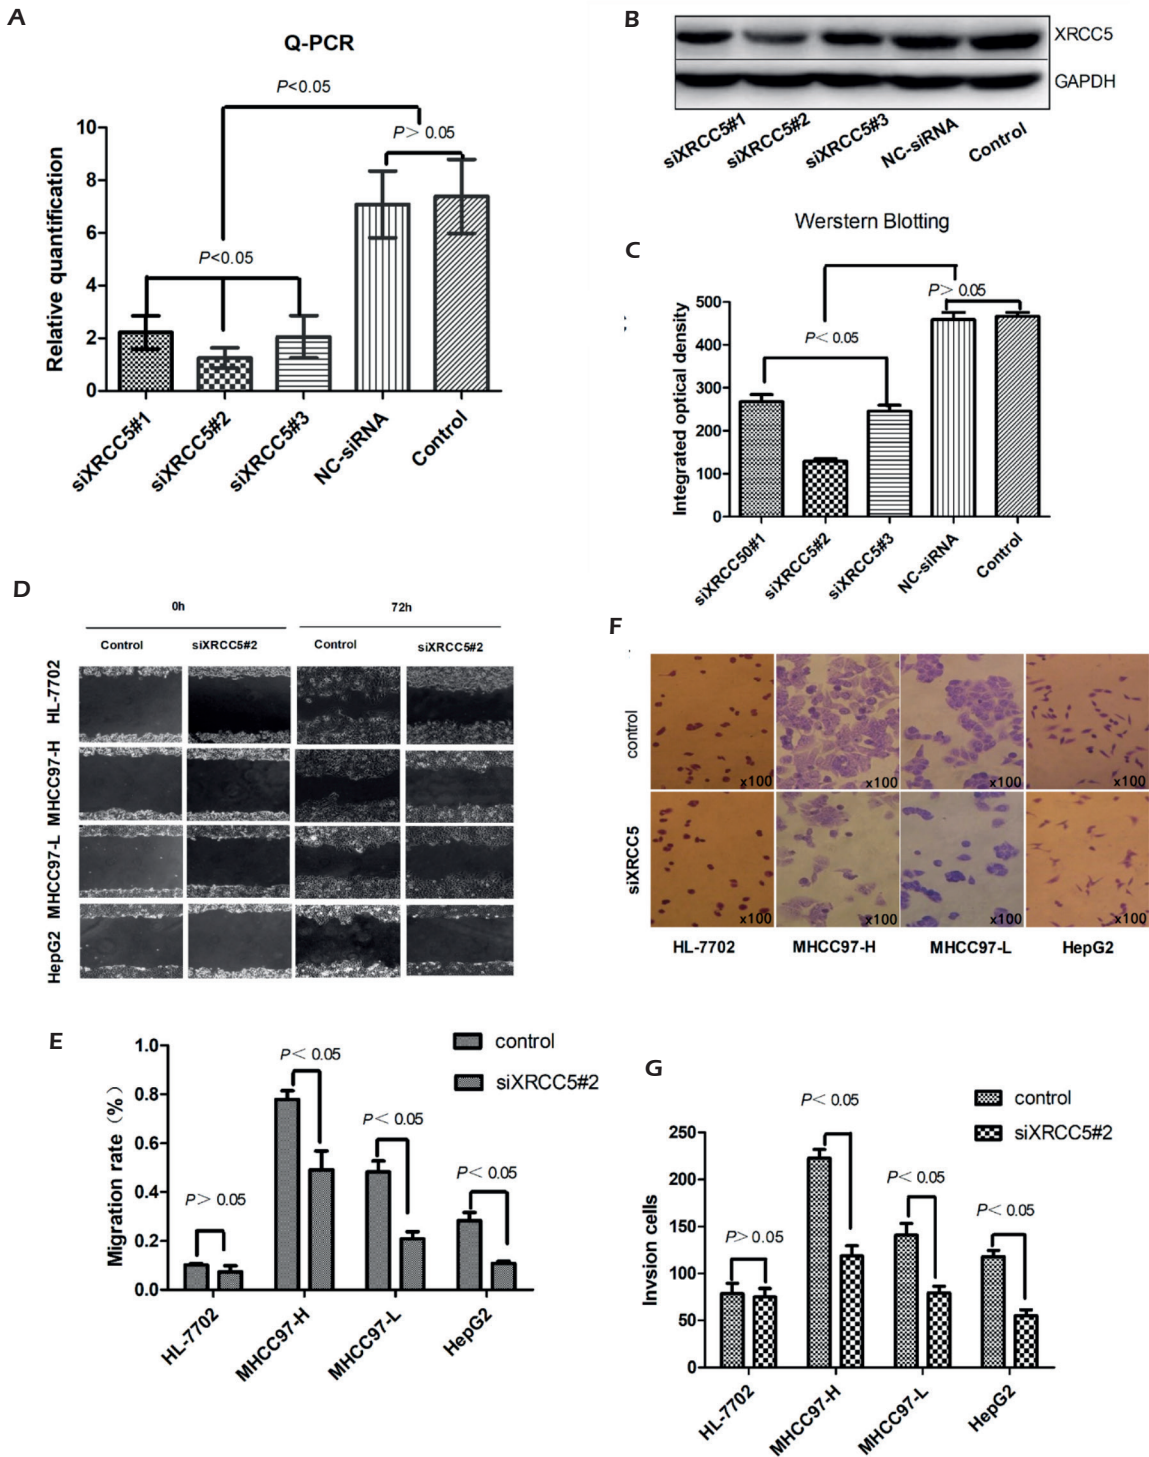 A
Q-PCR
P<0.05
P> 0.05
P<0.05
Relative quantification
10
8
6
4
2
0
siXRCC5#1
siXRCC5#2
siXRCC5#3
NC-siRNA
Control
B
XRCC5
GAPDH
siXRCC5#1
siXRCC5#2
siXRCC5#3
NC-siRNA
Control
C
Werstern Blotting
P> 0.05
P< 0.05
Integrated optical density
500
400
300
200
100
0
siXRCC50#1
siXRCC5#2
siXRCC5#3
NC-siRNA
Control
D
0h 72h
Control siXRCC5#2 Control siXRCC5#2
HL-7702
MHCC97-H
MHCC97-L
HepG2
E
control
siXRCC5#2
P< 0.05
P< 0.05
P< 0.05
P> 0.05
Migration rate (%)
1.0
0.8
0.6
0.4
0.2
0.0
HL-7702
MHCC97-H
MHCC97-L
HepG2
F
control
x100 x100 x100 x100
siXRCC5
x100 x100 x100 x100
HL-7702 MHCC97-H MHCC97-L HepG2
G
control
siXRCC5#2
P< 0.05
P< 0.05
P< 0.05
P> 0.05
Invsion cells
250
200
150
100
50
0
HL-7702
MHCC97-H
MHCC97-L
HepG2